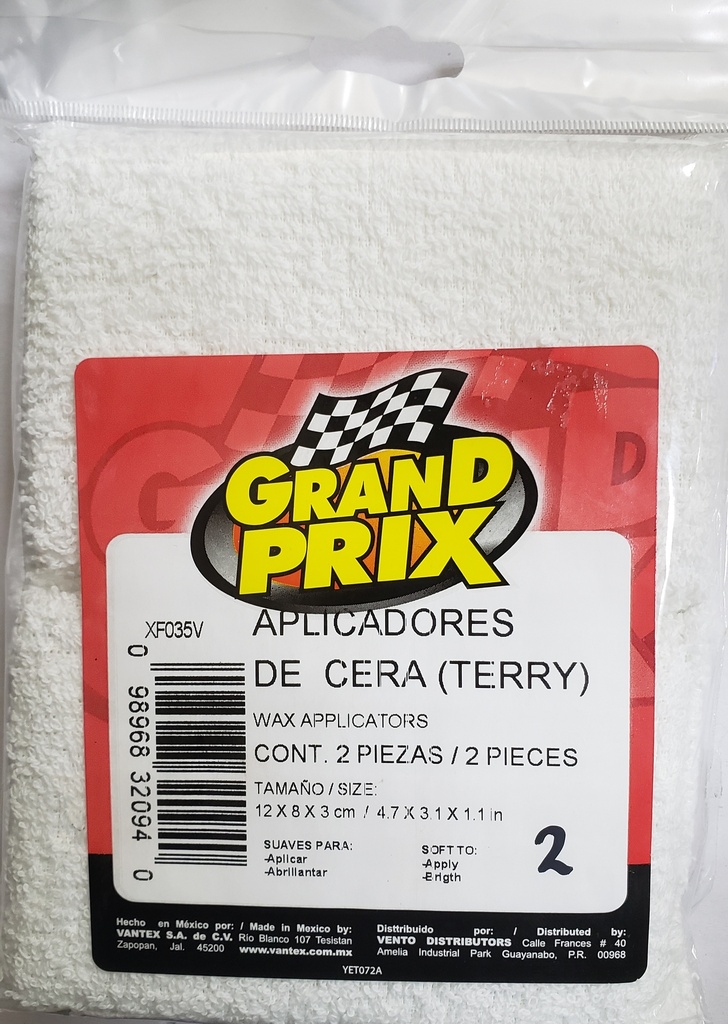 GRAND
PRIX
XF035V
APLICADORES
DE CERA (TERRY)
WAX APPLICATORS
CONT. 2 PIEZAS / 2 PIECES
TAMAÑO / SIZE:
12 X 8 X 3 cm / 4.7 X 3.1 X 1.1 in
0 98968 32094 0
SUAVES PARA:
-Aplicar
-Abrillantar
SOFT TO:
-Apply
-Brigth
2
Hecho en México por: / Made in Mexico by:
VANTEX S.A. de C.V. Río Blanco 107 Tesistan
Zapopan, Jal. 45200 www.vantex.com.mx
Disttribuido por: / Distributed by:
VENTO DISTRIBUTORS Calle Frances # 40
Amelia Industrial Park Guayanabo, P.R. 00968
YET072A